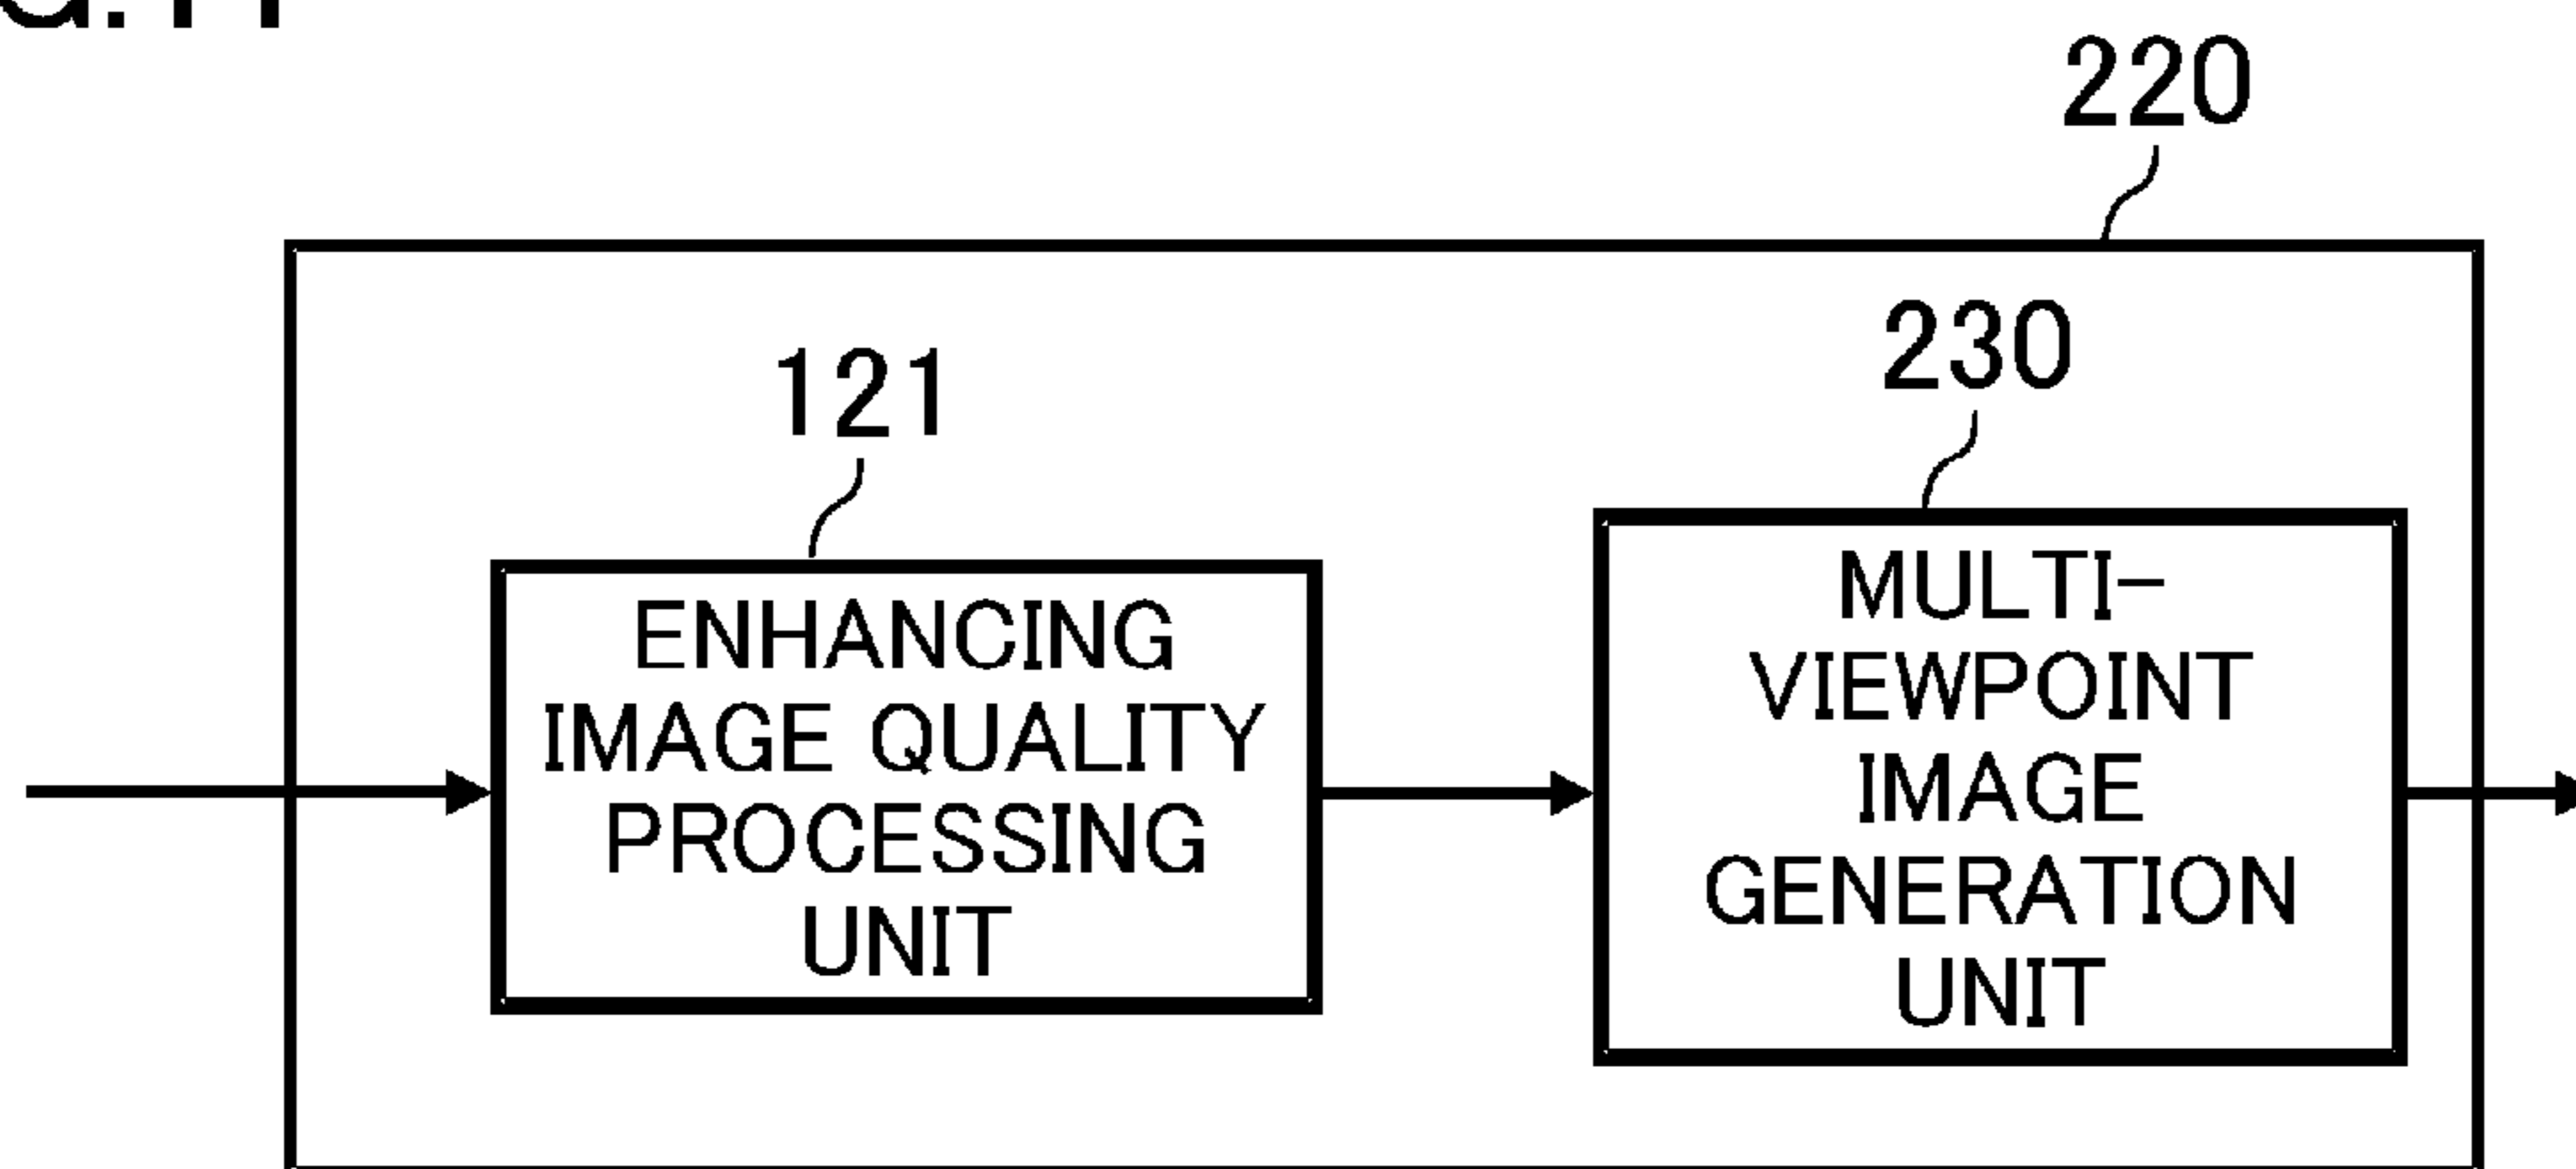 220
230
121
ENHANCING
IMAGE QUALITY
PROCESSING
UNIT
MULTI-
VIEWPOINT
IMAGE
GENERATION
UNIT